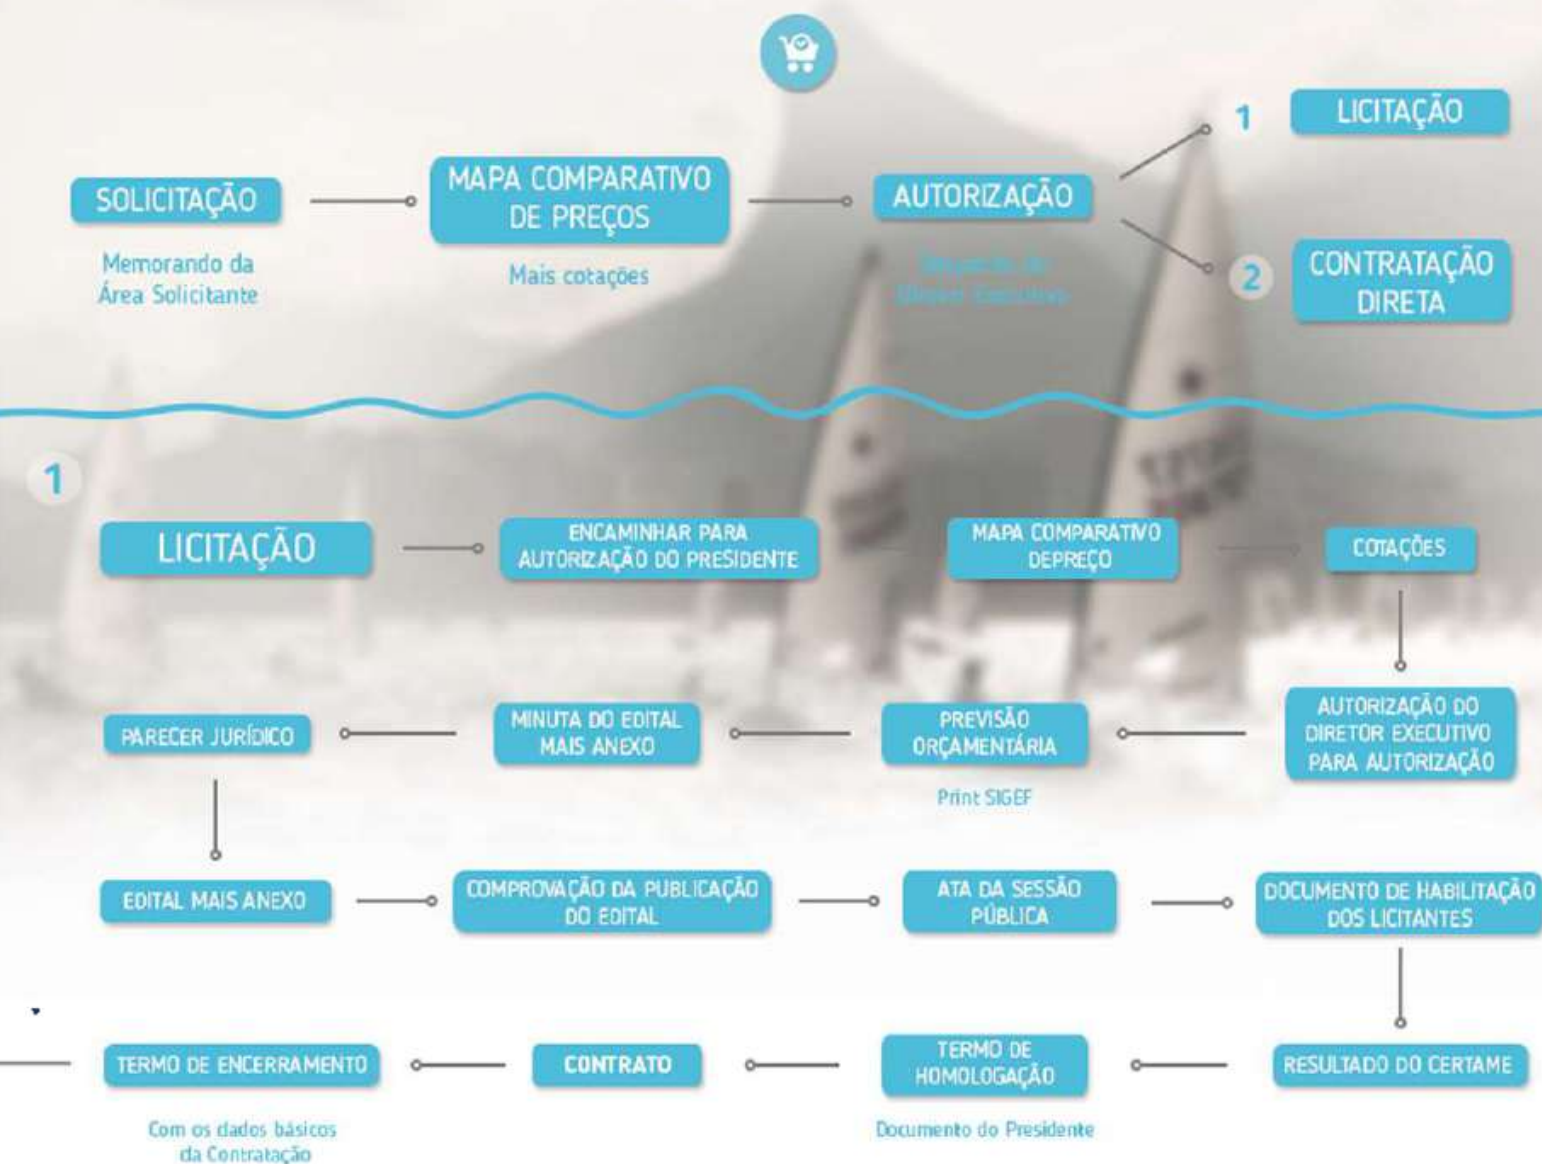 1
LICITAÇÃO
SOLICITAÇÃO
Memorando da
Área Solicitante
MAPA COMPARATIVO
DE PREÇOS
Mais cotações
AUTORIZAÇÃO
2
CONTRATAÇÃO
DIRETA
1
LICITAÇÃO
ENCAMINHAR PARA
AUTORIZAÇÃO DO PRESIDENTE
MAPA COMPARATIVO
DEPREÇO
COTAÇÕES
AUTORIZAÇÃO DO
DIRETOR EXECUTIVO
PARA AUTORIZAÇÃO
PREVISÃO
ORÇAMENTÁRIA
Print SIGEF
MINUTA DO EDITAL
MAIS ANEXO
PARECER JURÍDICO
EDITAL MAIS ANEXO
COMPROVAÇÃO DA PUBLICAÇÃO
DO EDITAL
ATA DA SESSÃO
PÚBLICA
DOCUMENTO DE HABILITAÇÃO
DOS LICITANTES
RESULTADO DO CERTAME
TERMO DE
HOMOLOGAÇÃO
Documento do Presidente
CONTRATO
TERMO DE ENCERRAMENTO
Com os dados básicos
da Contratação